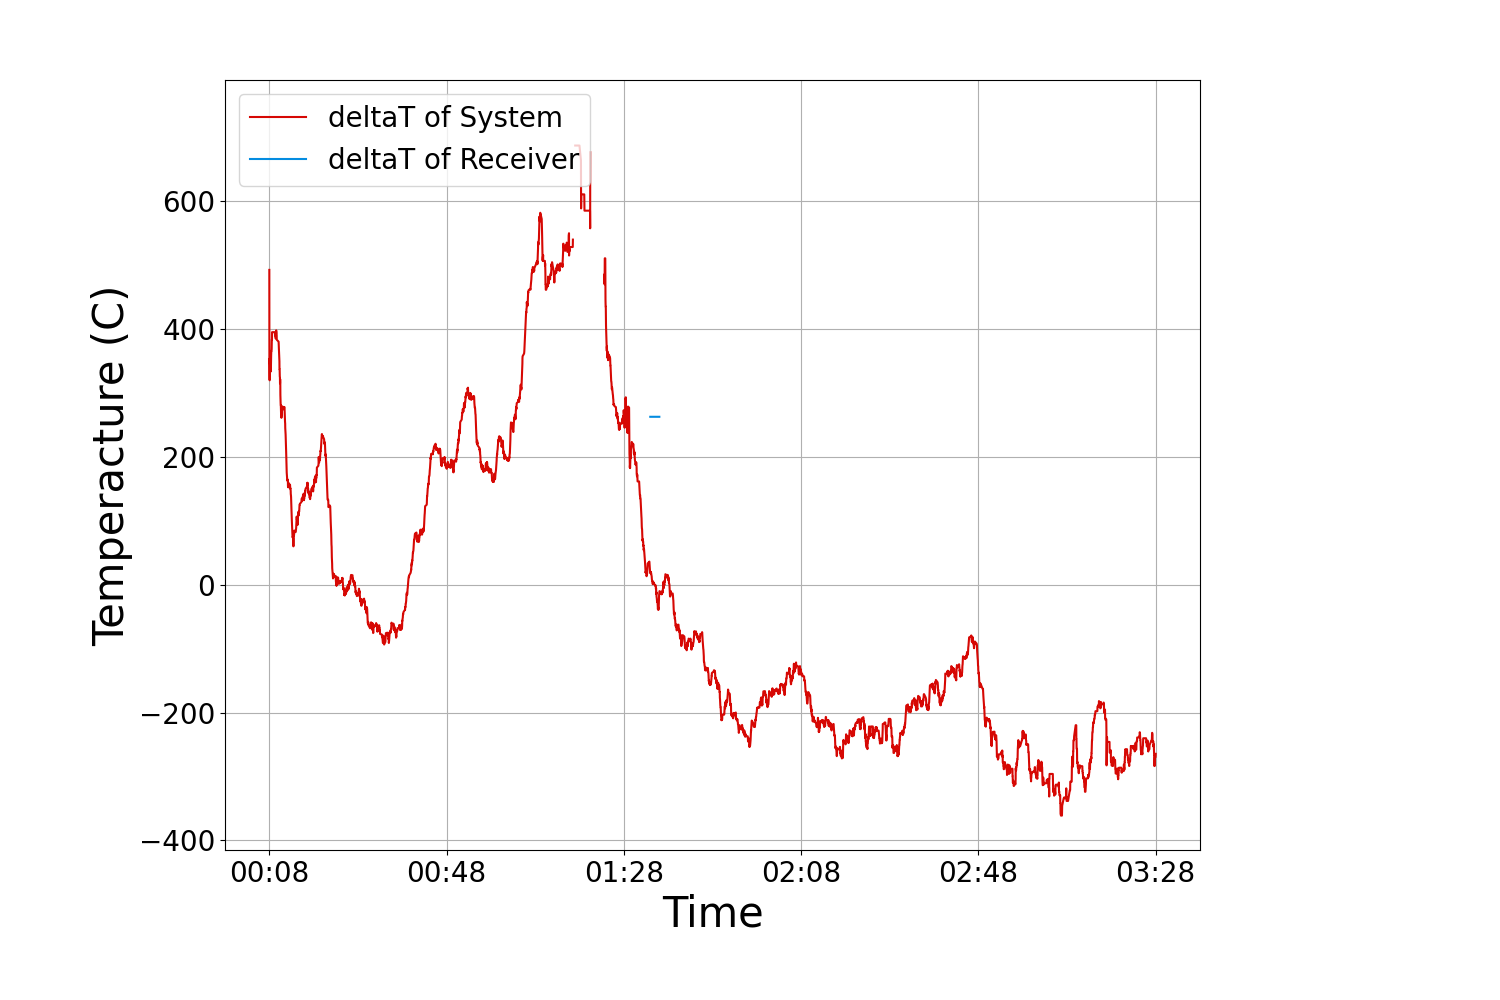 deltaT of System
deltaT of Receiver
600
400
200
0
−200
−400
Temperacture (C)
00:08 00:48 01:28 02:08 02:48 03:28
Time